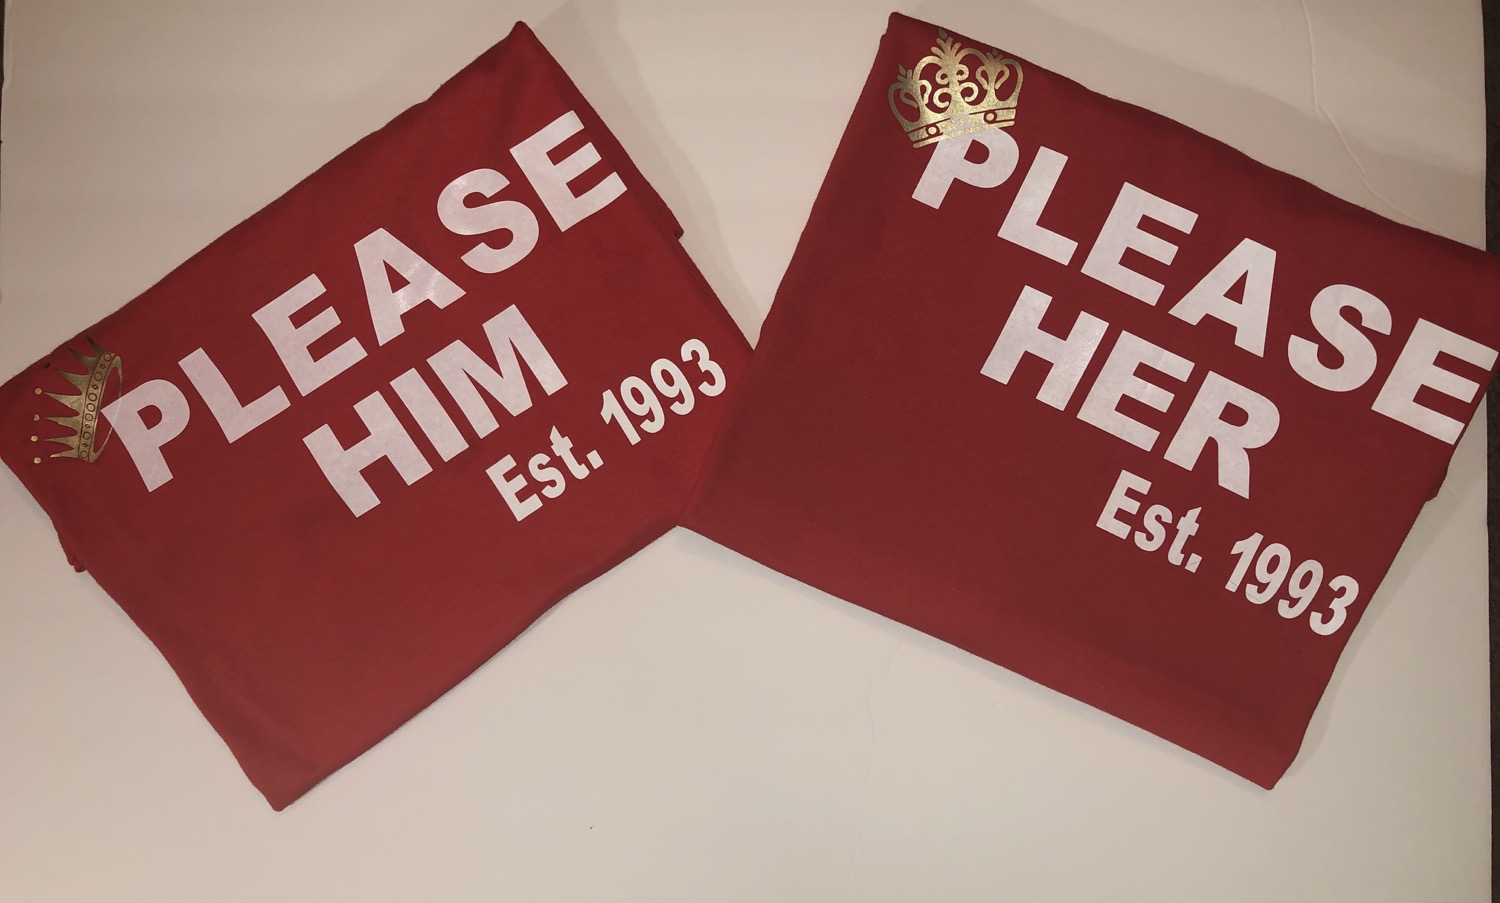 PLEASE
HIM
Est. 1993
PLEASE
HER
Est. 1993